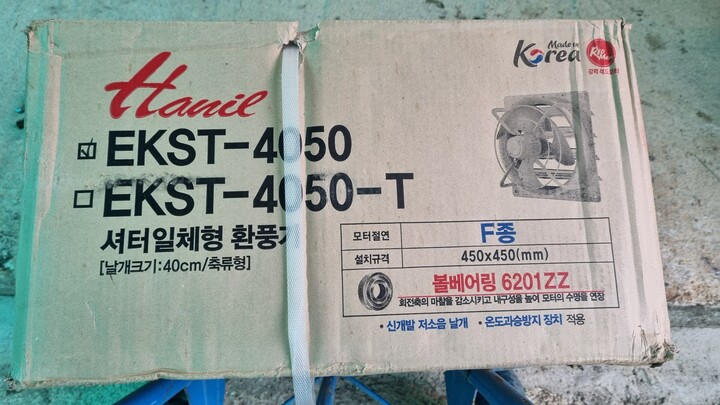 Made in
Korea
Hanil
EKST-4050
EKST-4050-T
셔터일체형 환풍기
[날개크기:40cm/축류형]
모터절연 F종
설치규격 450x450(mm)
볼베어링 6201ZZ
회전축의 마찰을 감소시키고 내구성을 높여 모터의 수명을 연장
• 신개발 저소음 날개 • 온도과승방지 장치 적용